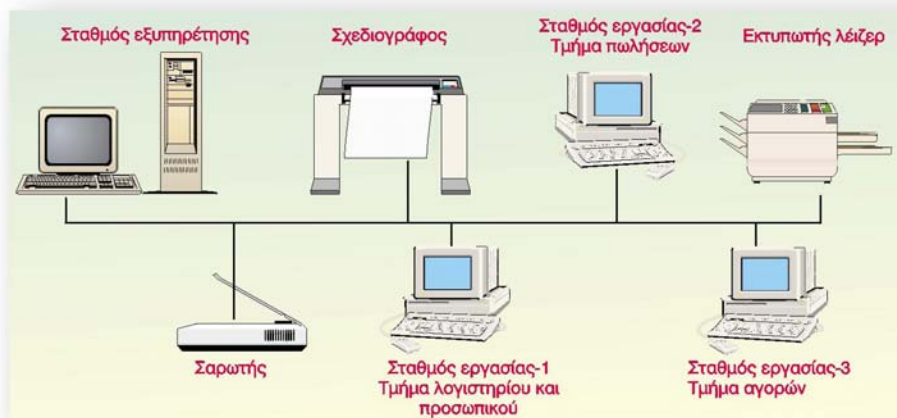 Σταθμός εξυπηρέτησης
Σχεδιογράφος
Σταθμός εργασίας-2
Τμήμα πωλήσεων
Εκτυπωτής λέιζερ
Σαρωτής
Σταθμός εργασίας-1
Τμήμα λογιστηρίου και
προσωπικού
Σταθμός εργασίας-3
Τμήμα αγορών